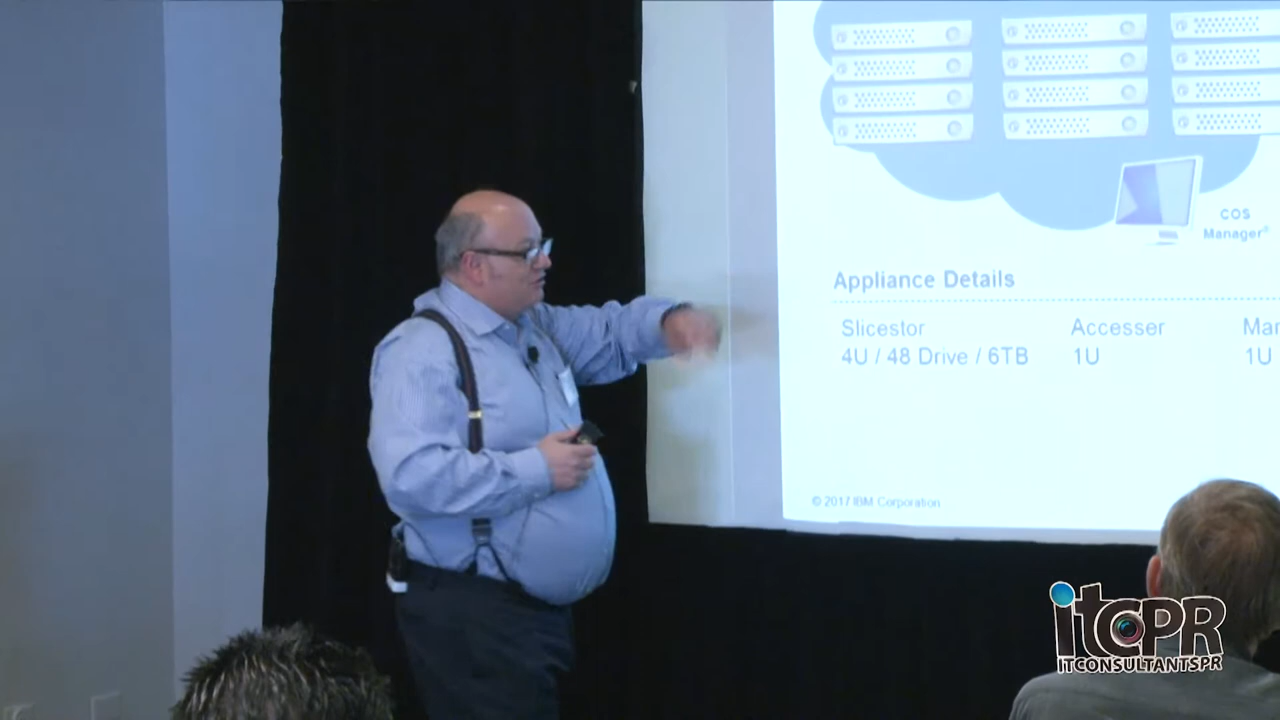 COS
Manager®
Appliance Details
Slicestor
Accesser
4U / 48 Drive / 6TB
1U
1U
© 2017 IBM Corporation
itcPR
ITCONSULTANTSPR